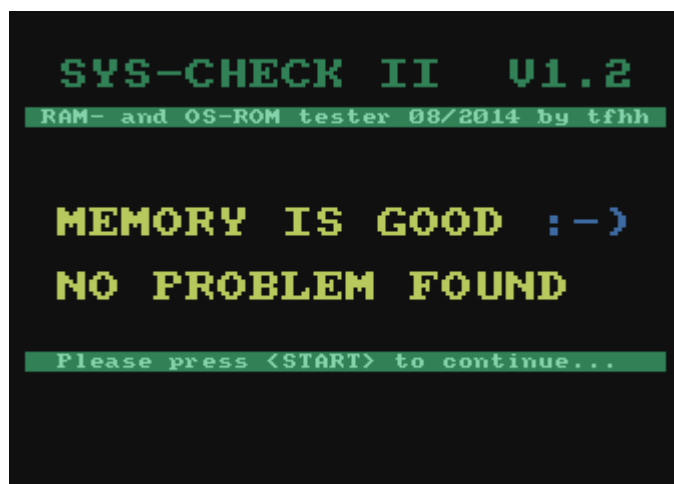 SYS-CHECK II V1.2
RAM- and OS-ROM tester 08/2014 by tfhh
MEMORY IS GOOD :-)
NO PROBLEM FOUND
Please press <START> to continue...